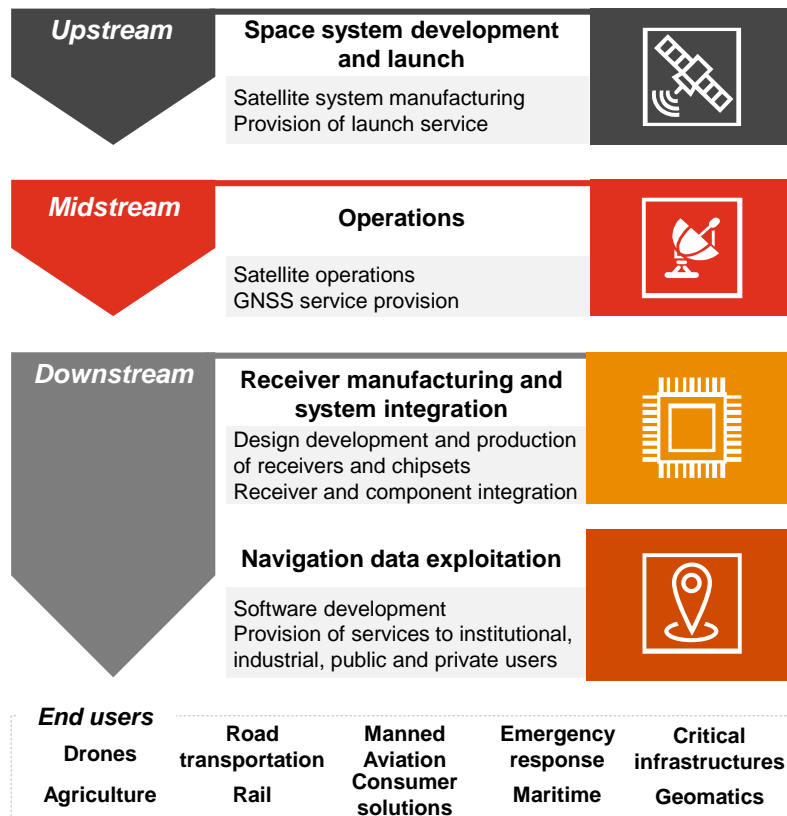 Upstream
Space system development
and launch
Satellite system manufacturing
Provision of launch service
Midstream
Operations
Satellite operations
GNSS service provision
Downstream
Receiver manufacturing and
system integration
Design development and production
of receivers and chipsets
Receiver and component integration
Navigation data exploitation
Software development
Provision of services to institutional,
industrial, public and private users
End users
Drones
Road
transportation
Manned
Aviation
Emergency
response
Critical
infrastructures
Agriculture
Rail
Consumer
solutions
Maritime
Geomatics